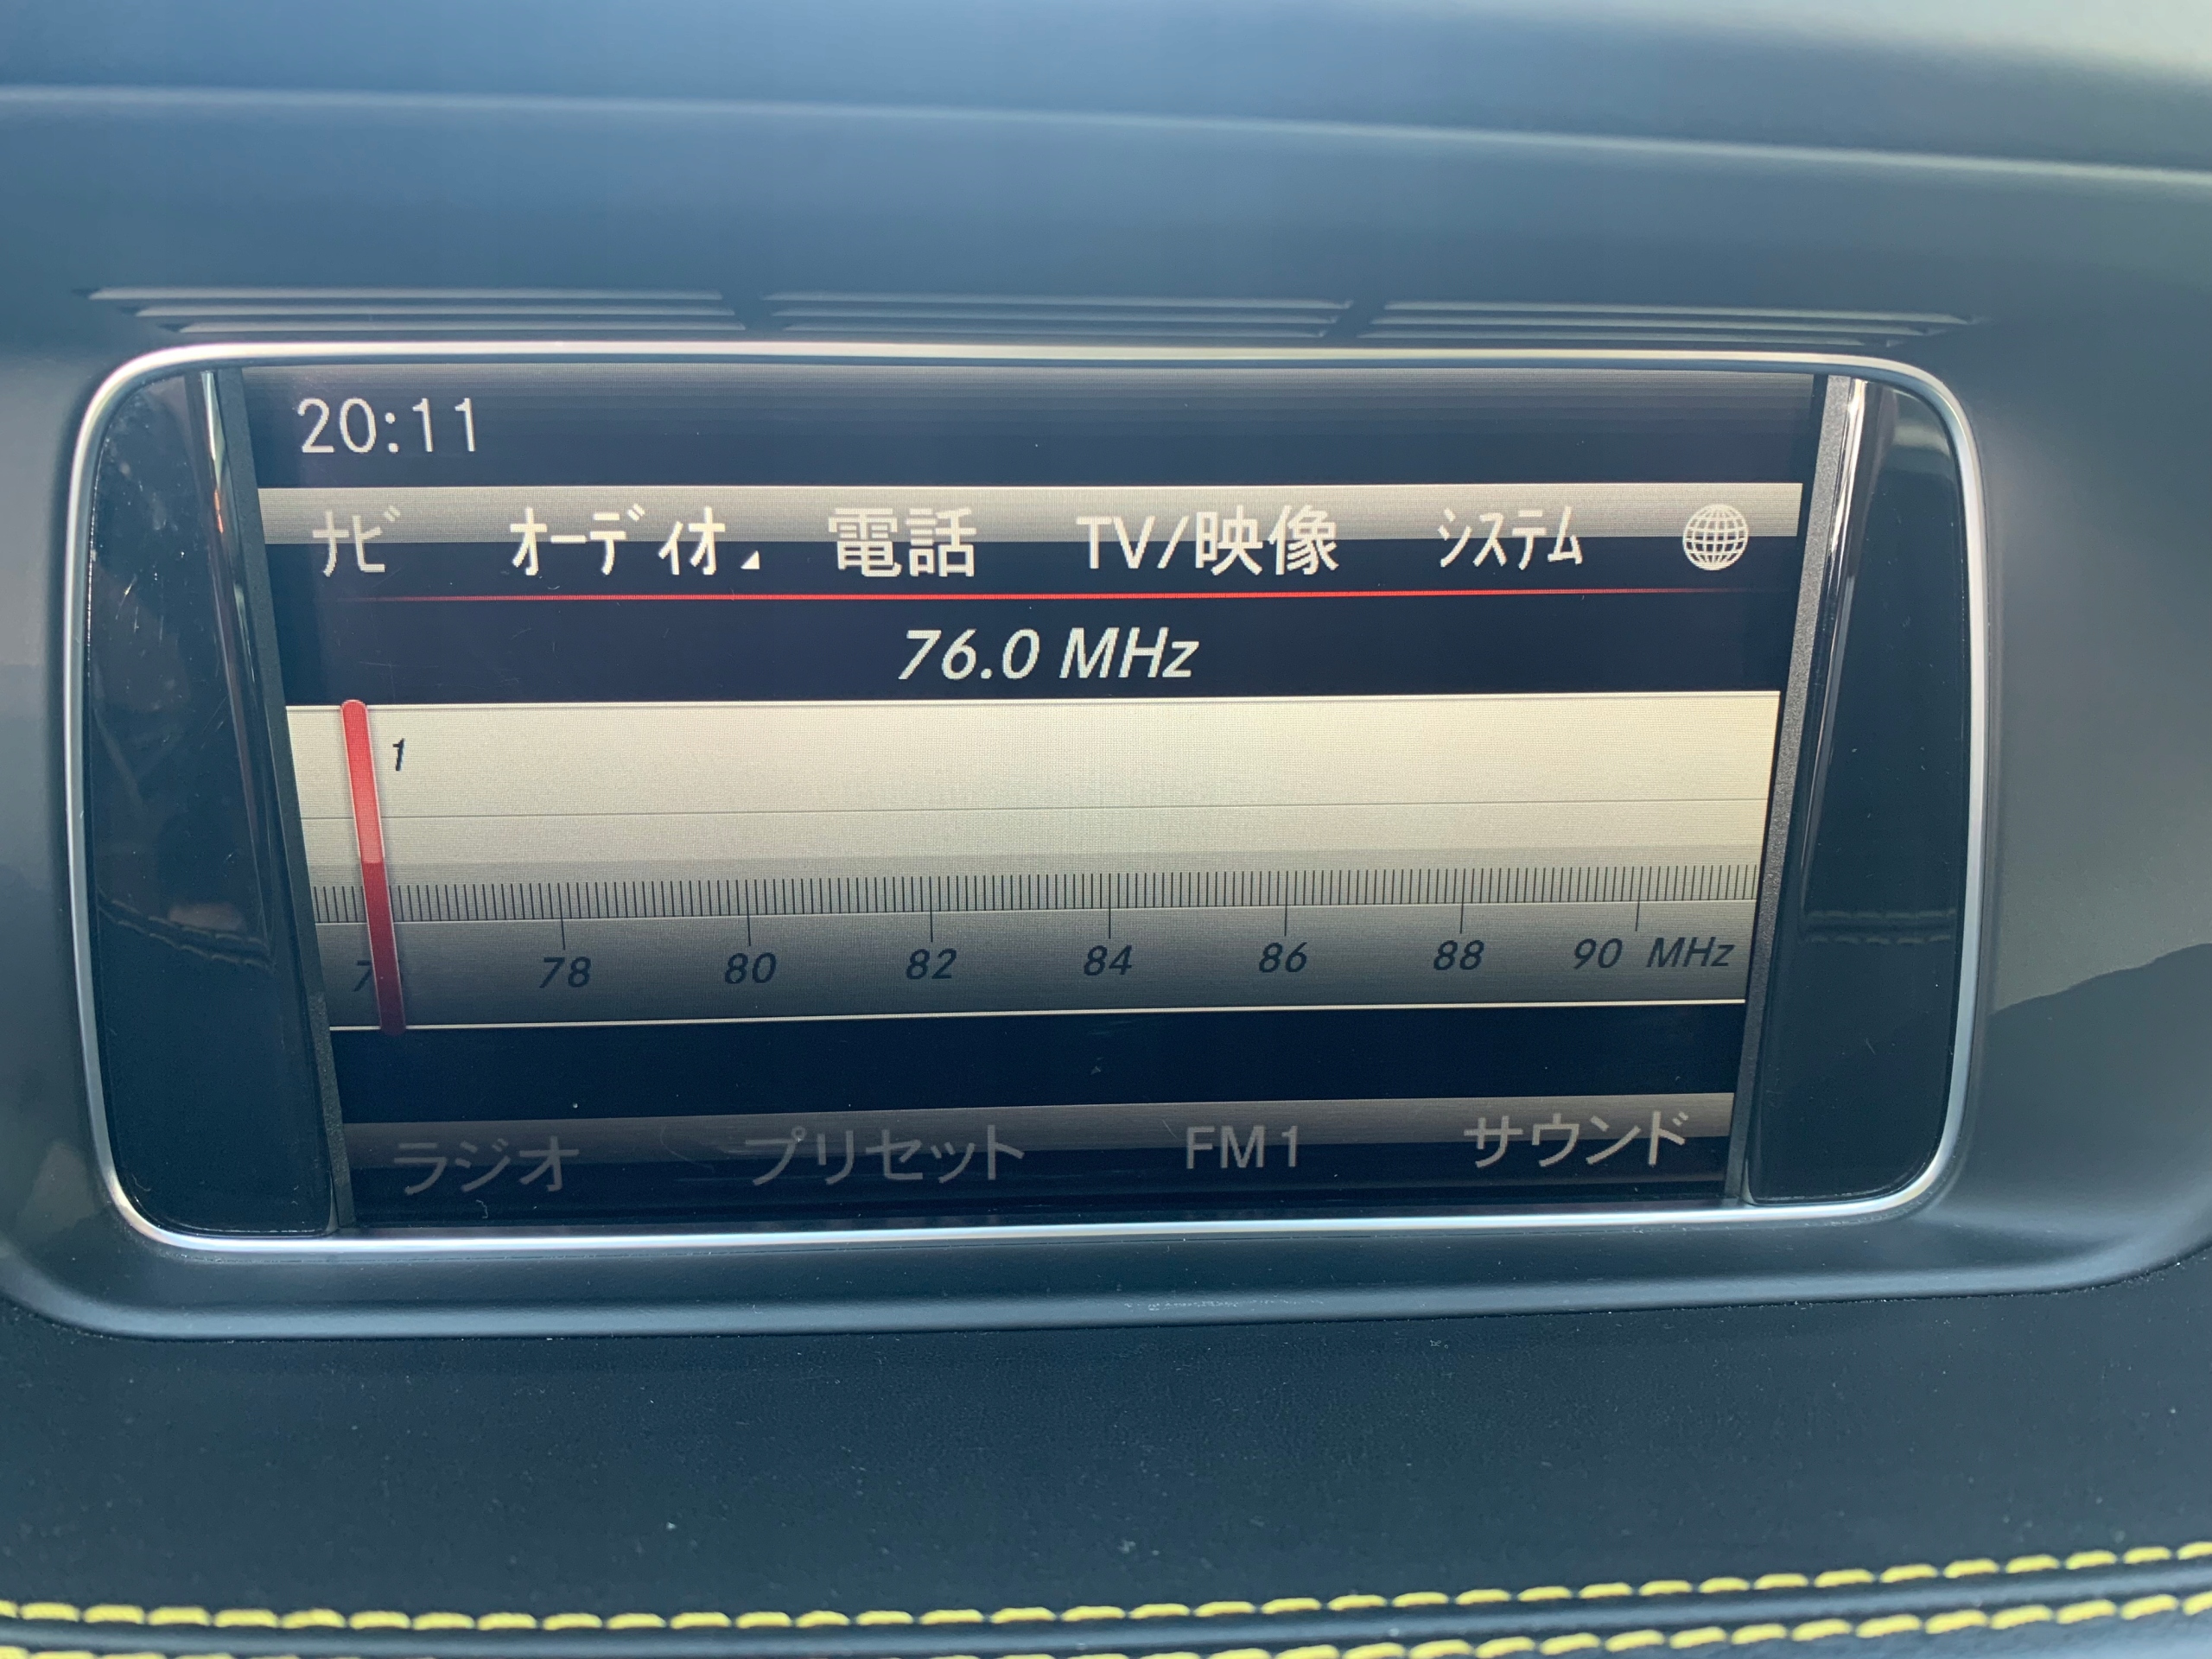 20:11
ﾅﾋﾞ ｵｰﾃﾞｨｵ 電話 TV/映像 ｼｽﾃﾑ
76.0 MHz
1
78 80 82 84 86 88 90 MHz
ラジオ プリセット FM1 サウンド